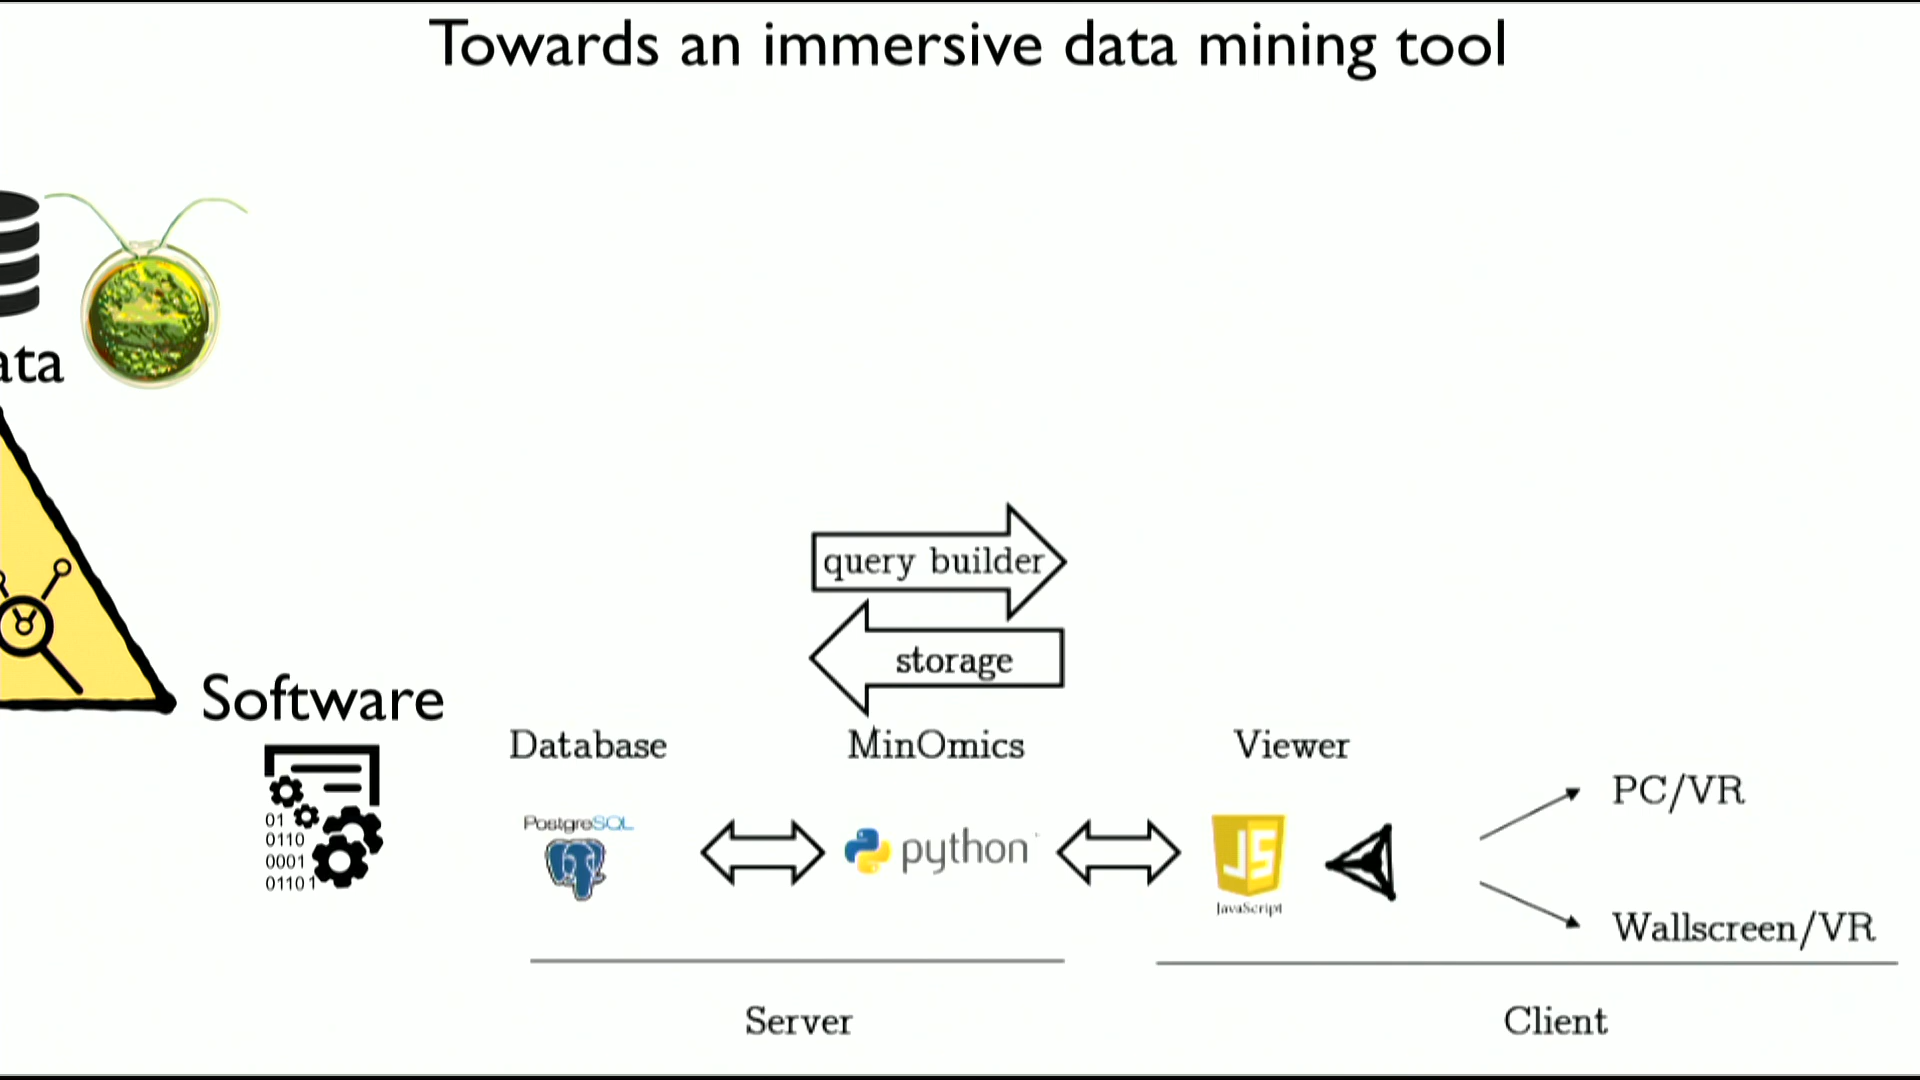 Towards an immersive data mining tool
ata
query builder
storage
Software
Database
MinOmics
Viewer
PC/VR
PostgreSQL
python
JS
JavaScript
01
0110
0001
01101
Wallscreen/VR
Server
Client